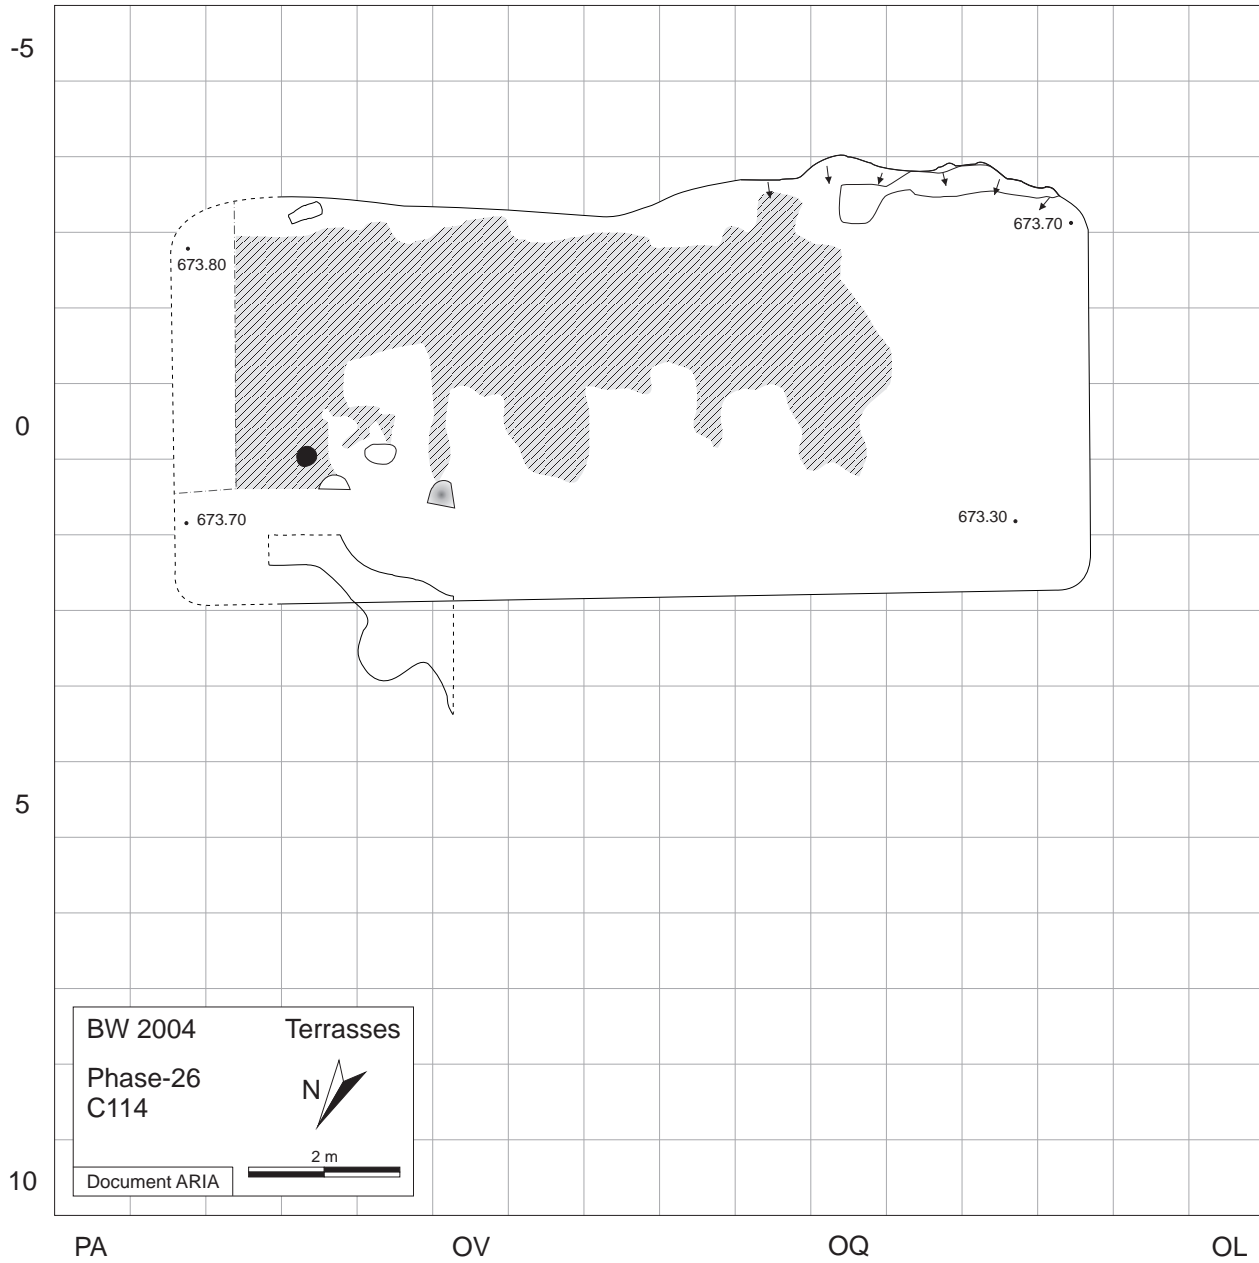 -5
673.70
673.80
0
673.70
673.30
5
BW 2004 Terrasses
Phase-26
C114
N
2 m
Document ARIA
10
PA OV OQ OL